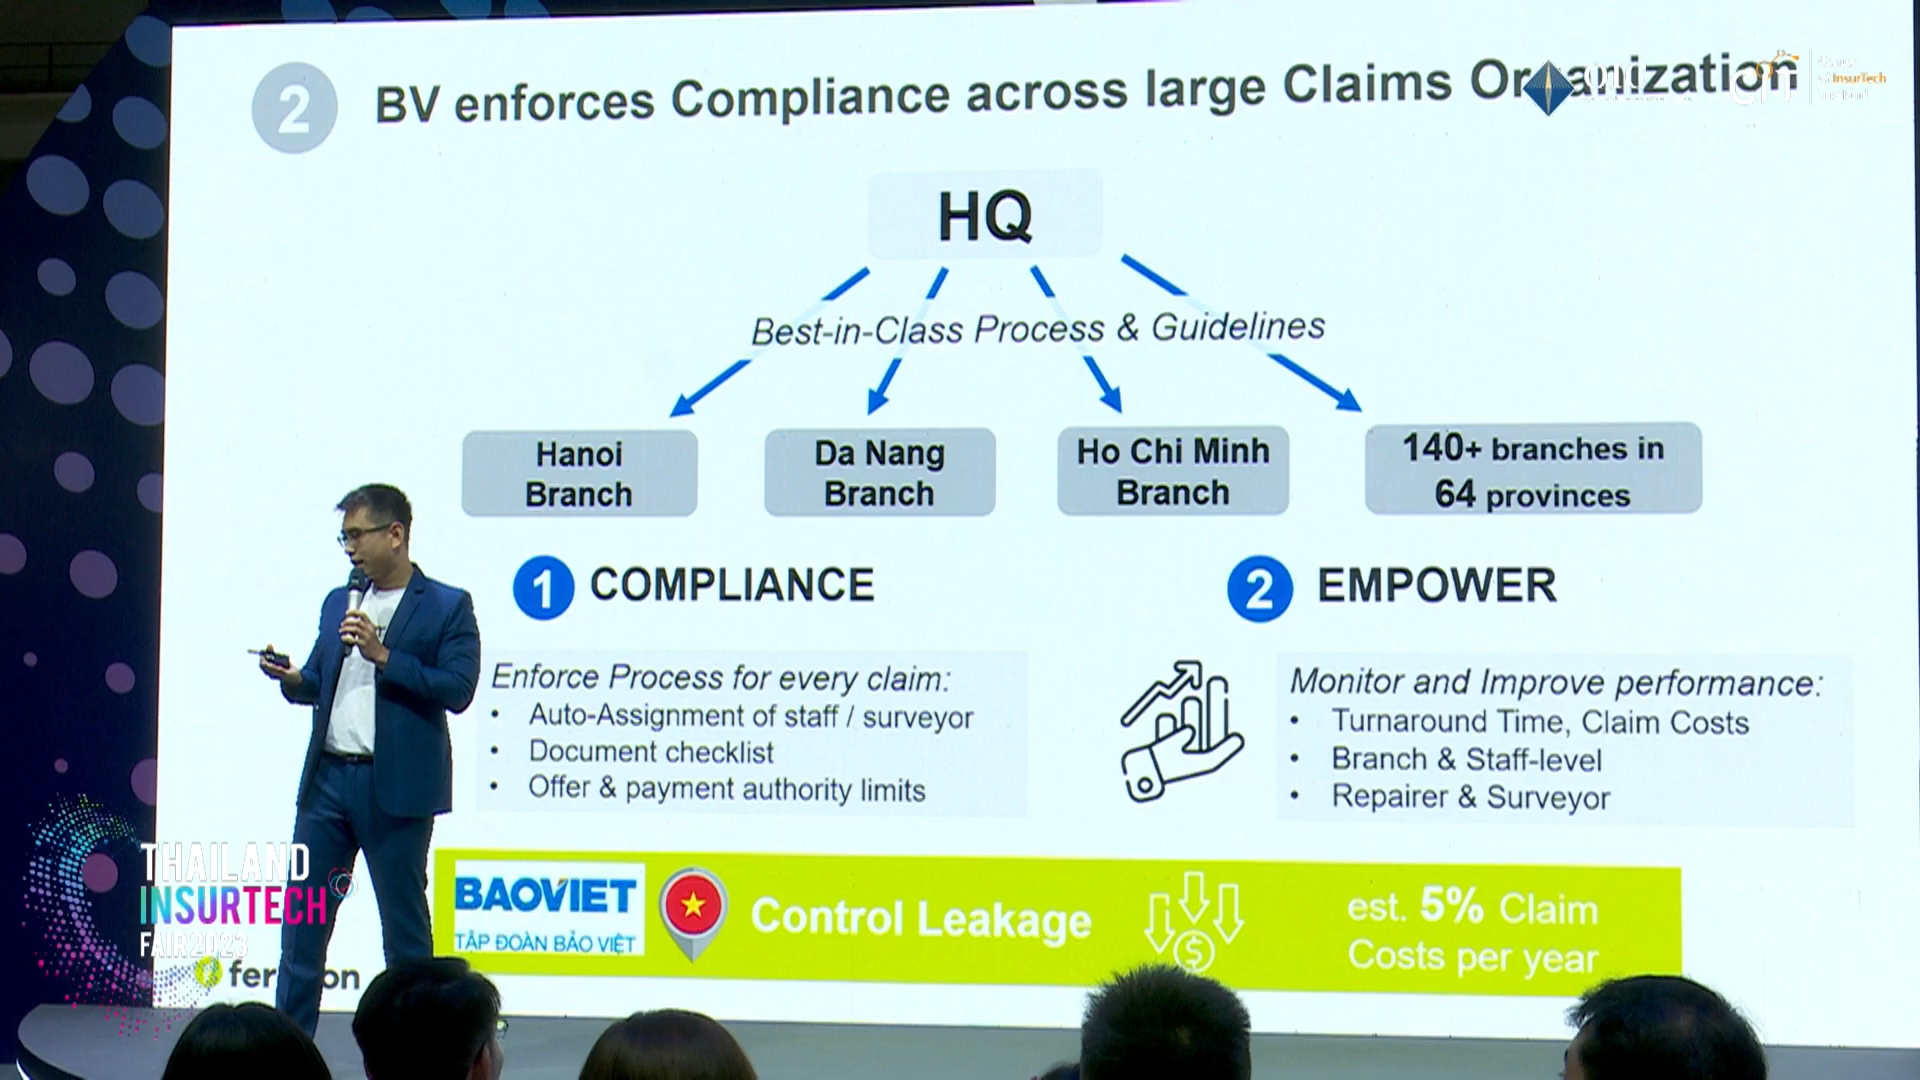 2
BV enforces Compliance across large Claims Organization
InsurTech
HQ
Best-in-Class Process & Guidelines
Hanoi
Branch
Da Nang
Branch
Ho Chi Minh
Branch
140+ branches in
64 provinces
1 COMPLIANCE
Enforce Process for every claim:
• Auto-Assignment of staff / surveyor
• Document checklist
• Offer & payment authority limits
2 EMPOWER
Monitor and Improve performance:
• Turnaround Time, Claim Costs
• Branch & Staff-level
• Repairer & Surveyor
BAOVIET
TẬP ĐOÀN BẢO VIỆT
Control Leakage
$
est. 5% Claim
Costs per year
THAILAND
INSURTECH
FAIR 2023